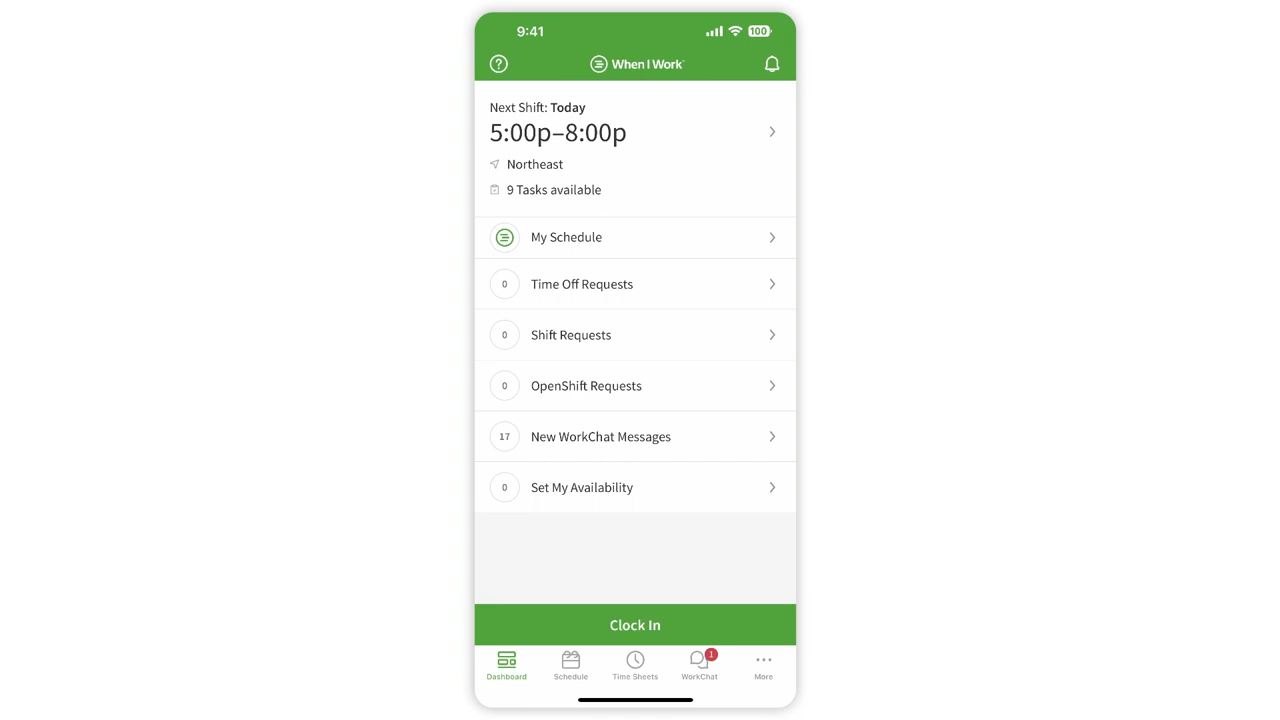 9:41
100
?
When I Work
Next Shift: Today
5:00p–8:00p
Northeast
9 Tasks available
My Schedule
0 Time Off Requests
0 Shift Requests
0 OpenShift Requests
17 New WorkChat Messages
0 Set My Availability
Clock In
1
Dashboard Schedule Time Sheets WorkChat More